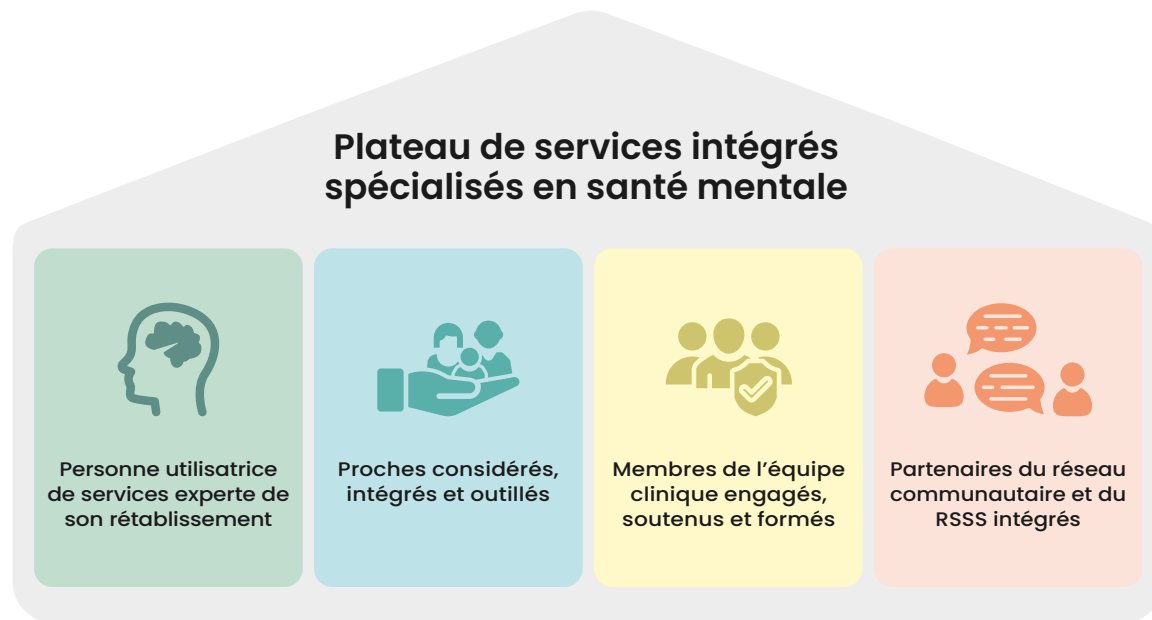 Plateau de services intégrés
spécialisés en santé mentale
Personne utilisatrice
de services experte de
son rétablissement
Proches considérés,
intégrés et outillés
Membres de l’équipe
clinique engagés,
soutenus et formés
Partenaires du réseau
communautaire et du
RSSS intégrés